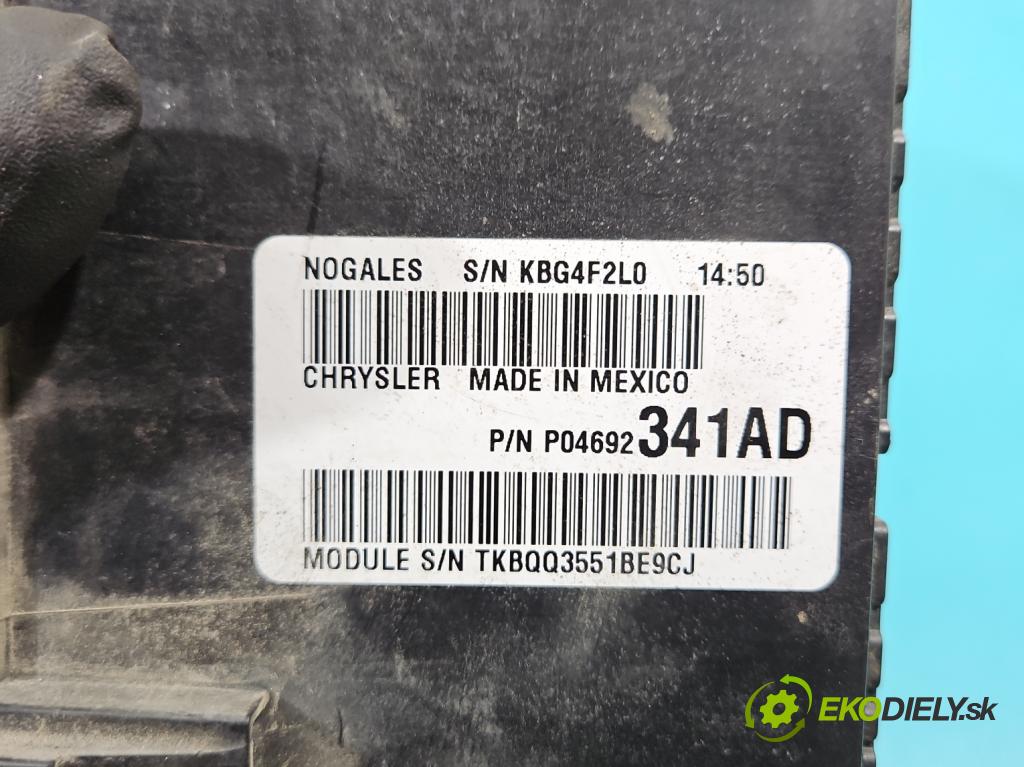 NOGALES S/N KBG4F2L0 14:50
CHRYSLER MADE IN MEXICO
P/N P04692341AD
MODULE S/N TKBQQ3551BE9CJ
EKODIELY.sk